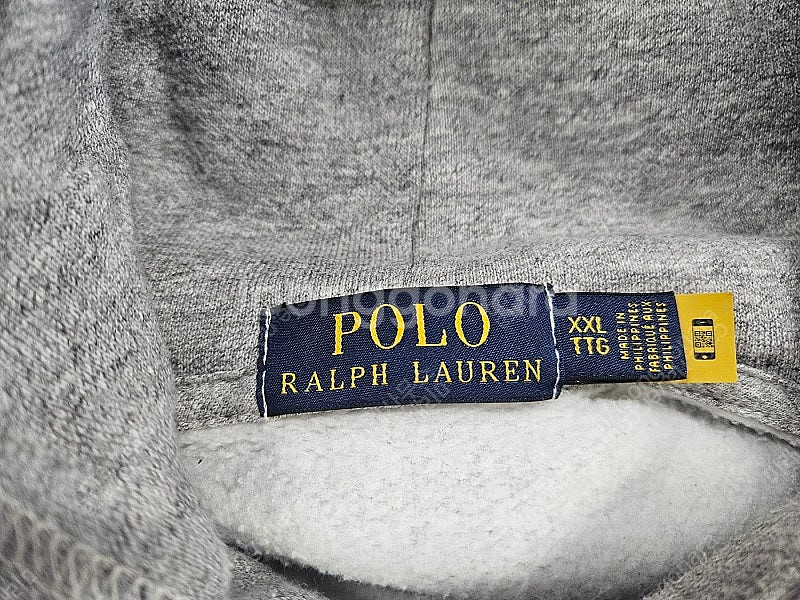 POLO
RALPH LAUREN
XXL
TTG
MADE IN
PHILIPPINES
FABRIQUÉ AUX
PHILIPPINES